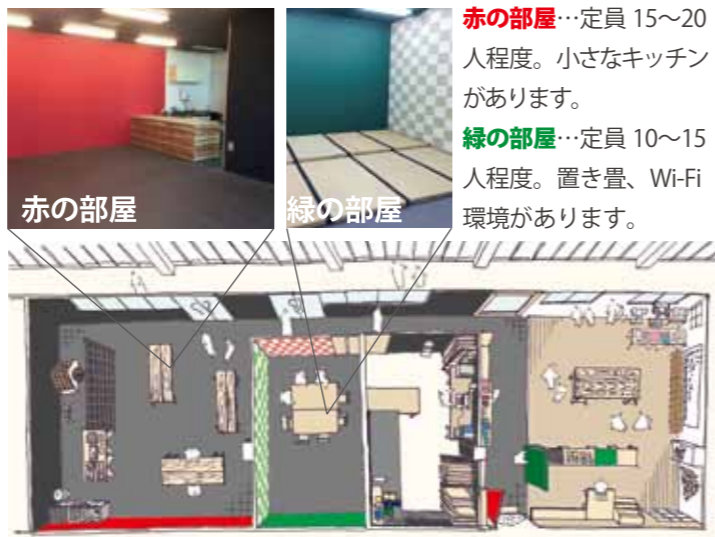 赤の部屋…定員 15〜20
人程度。小さなキッチン
があります。
緑の部屋…定員 10〜15
人程度。置き畳、Wi-Fi
環境があります。
赤の部屋
緑の部屋